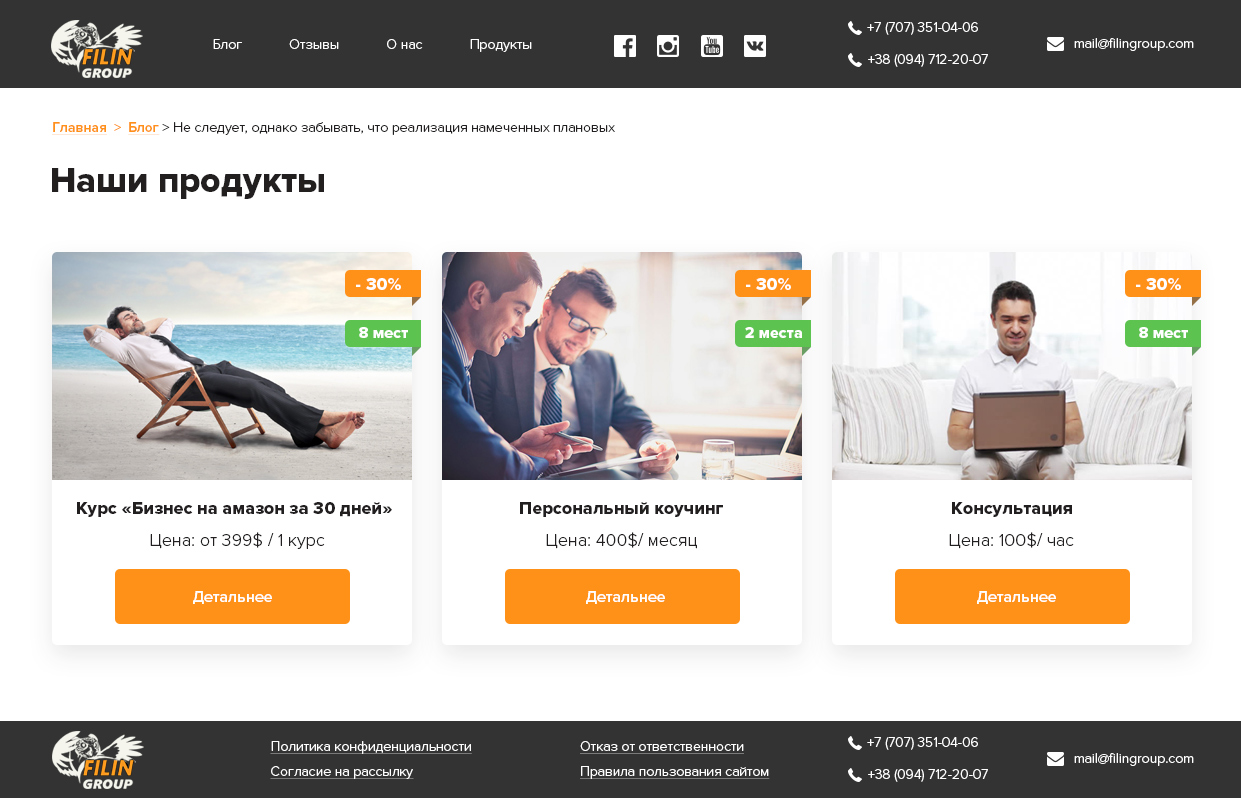 FILIN
GROUP
Блог
Отзывы
О нас
Продукты
You
Tube
+7 (707) 351-04-06
+38 (094) 712-20-07
mail@filingroup.com
Главная > Блог > Не следует, однако забывать, что реализация намеченных плановых
Наши продукты
- 30%
8 мест
Курс «Бизнес на амазон за 30 дней»
Цена: от 399$ / 1 курс
Детальнее
- 30%
2 места
Персональный коучинг
Цена: 400$/ месяц
Детальнее
- 30%
8 мест
Консультация
Цена: 100$/ час
Детальнее
FILIN
GROUP
Политика конфиденциальности
Согласие на рассылку
Отказ от ответственности
Правила пользования сайтом
+7 (707) 351-04-06
+38 (094) 712-20-07
mail@filingroup.com